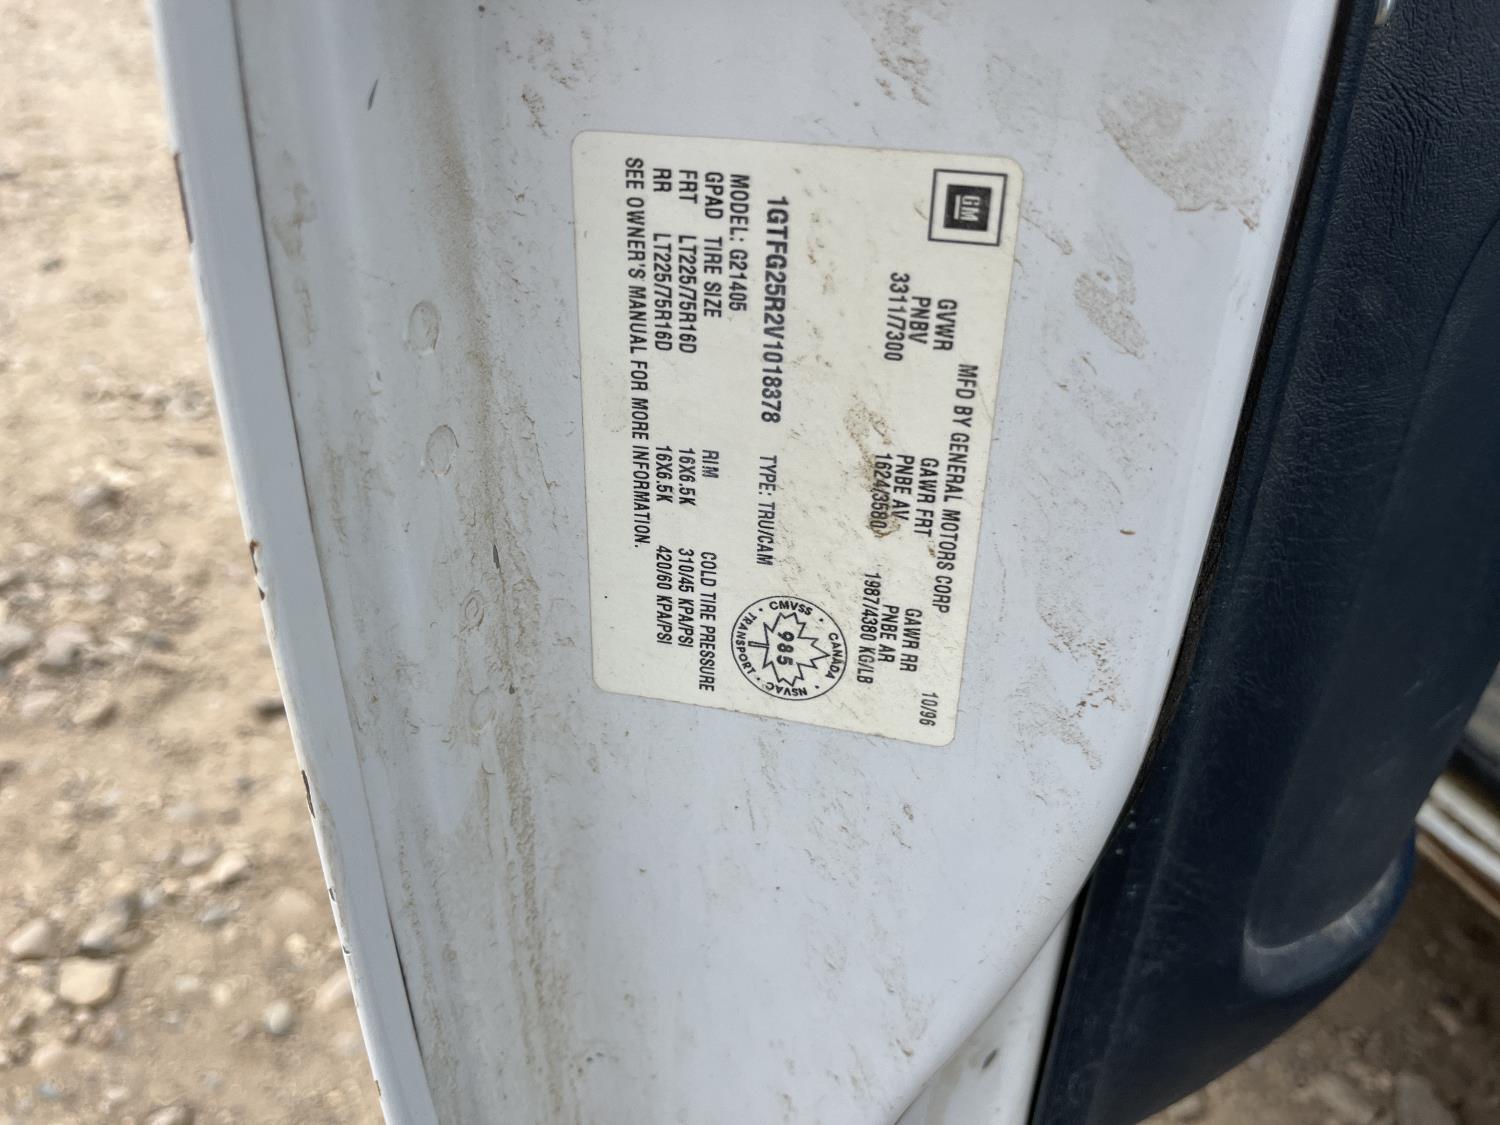 GM
MFD BY GENERAL MOTORS CORP 10/96
GVWR GAWR FRT GAWR RR
PNBV PNBE AV PNBE AR
3311/7300 1624/3580 1987/4380 KG/LB
1GTFG25R2V1018378 TYPE: TRU/CAM
CMVSS · CANADA · NSVAC · TRANSPORT ·
985
MODEL: G21405
GPAD TIRE SIZE RIM COLD TIRE PRESSURE
FRT LT225/75R16D 16X6.5K 310/45 KPA/PSI
RR LT225/75R16D 16X6.5K 420/60 KPA/PSI
SEE OWNER'S MANUAL FOR MORE INFORMATION.